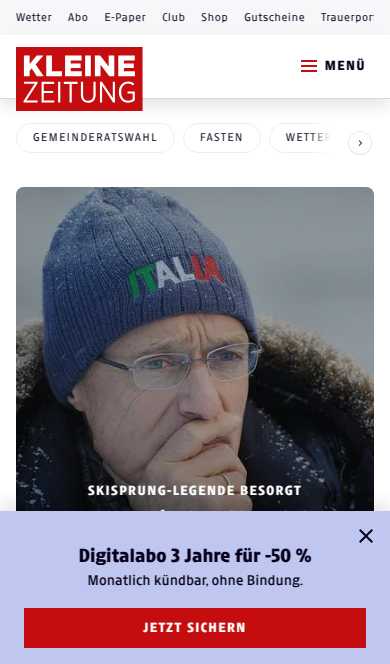 Wetter Abo E-Paper Club Shop Gutscheine
KLEINE
ZEITUNG
MENÜ
GEMEINDERATSWAHL FASTEN WETTER
ITALIA
SKISPRUNG-LEGENDE BESORGT
Digitalabo 3 Jahre für -50 %
Monatlich kündbar, ohne Bindung.
JETZT SICHERN